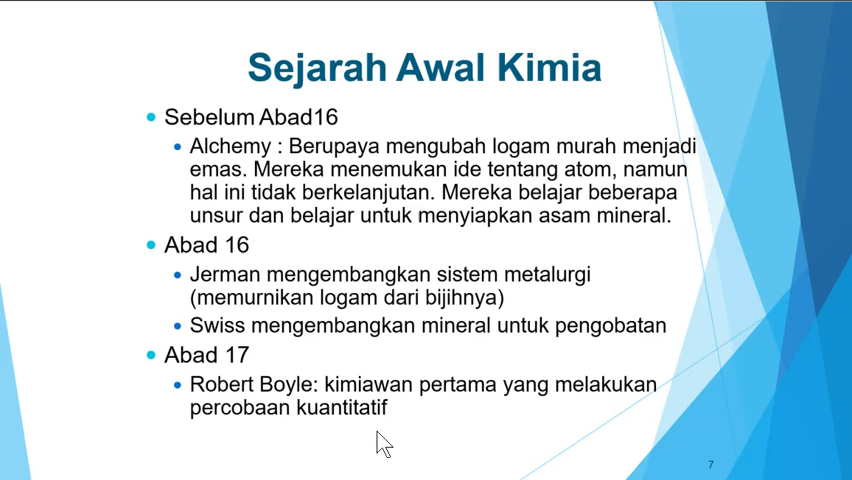 Sejarah Awal Kimia
• Sebelum Abad16
• Alchemy : Berupaya mengubah logam murah menjadi
emas. Mereka menemukan ide tentang atom, namun
hal ini tidak berkelanjutan. Mereka belajar beberapa
unsur dan belajar untuk menyiapkan asam mineral.
• Abad 16
• Jerman mengembangkan sistem metalurgi
(memurnikan logam dari bijihnya)
• Swiss mengembangkan mineral untuk pengobatan
• Abad 17
• Robert Boyle: kimiawan pertama yang melakukan
percobaan kuantitatif
7